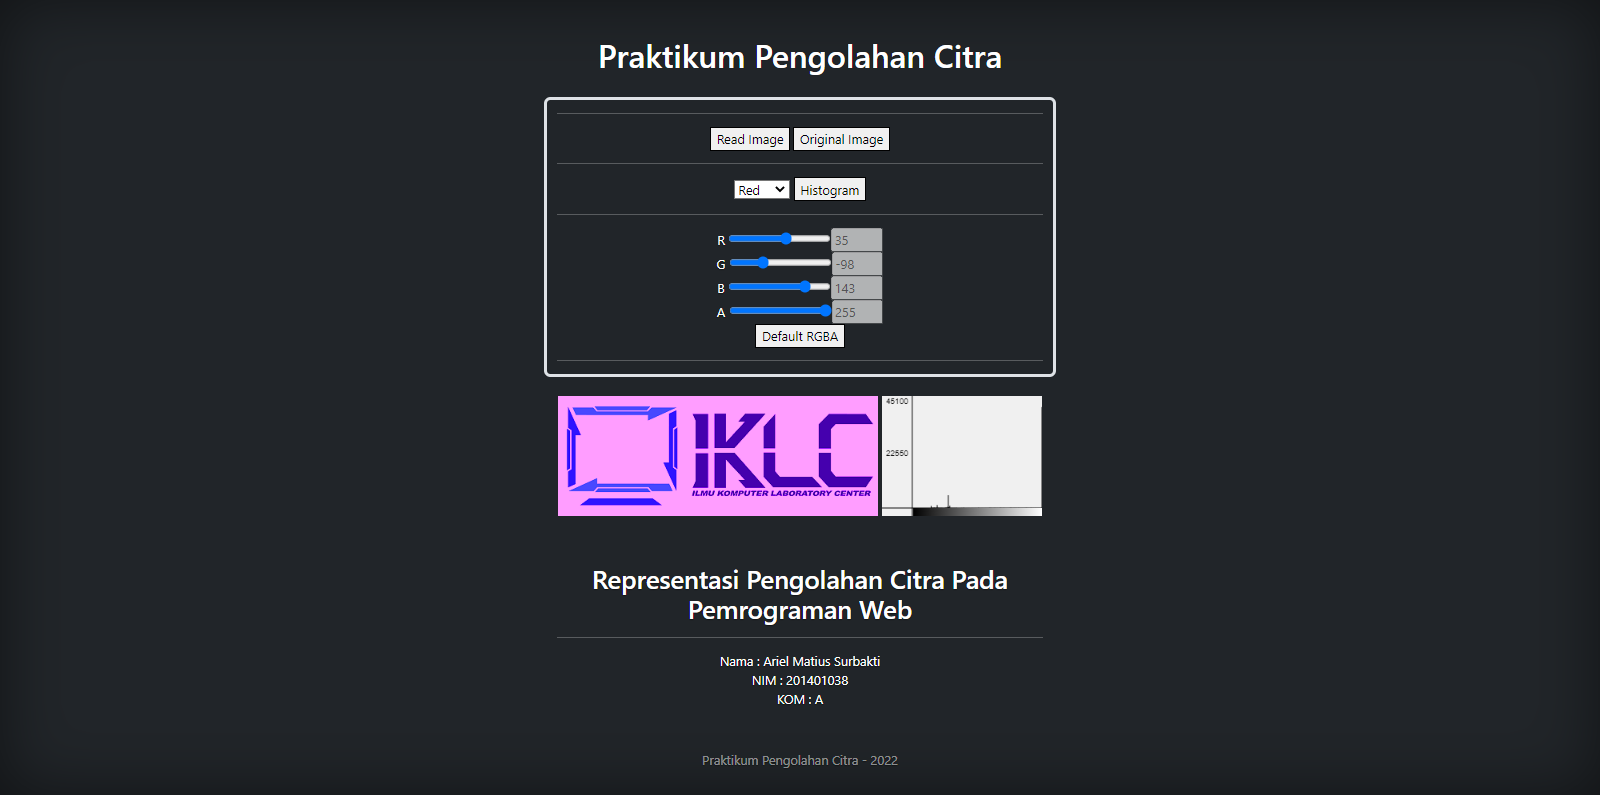 Praktikum Pengolahan Citra
Read Image Original Image
Red Histogram
R 35
G -98
B 143
A 255
Default RGBA
IKLC
ILMU KOMPUTER LABORATORY CENTER
45100
22550
Representasi Pengolahan Citra Pada
Pemrograman Web
Nama : Ariel Matius Surbakti
NIM : 201401038
KOM : A
Praktikum Pengolahan Citra - 2022